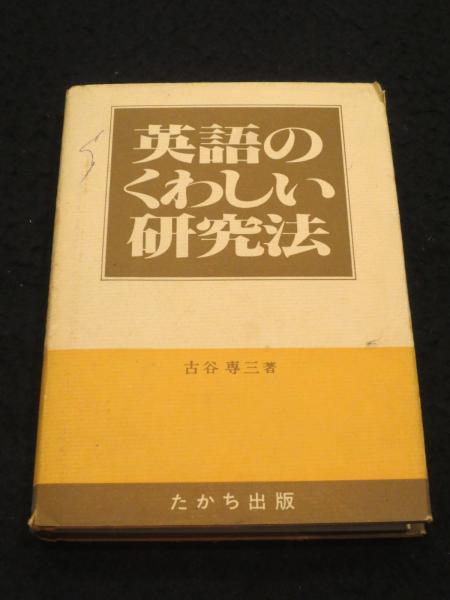 英語の
くわしい
研究法
古谷 専三 著
たかち出版